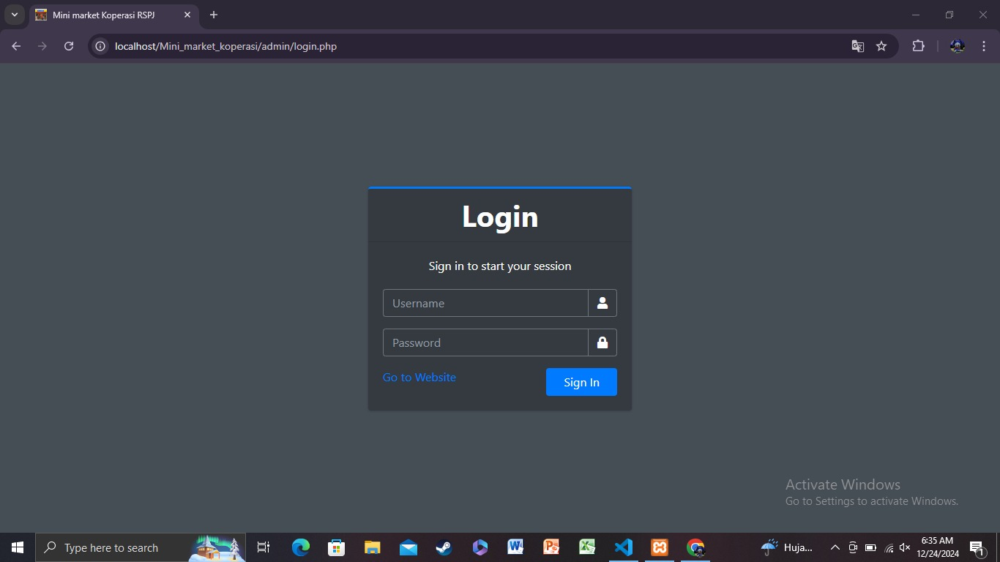 Mini market Koperasi RSPJ
localhost/Mini_market_koperasi/admin/login.php
Login
Sign in to start your session
Username
Password
Go to Website
Sign In
Activate Windows
Go to Settings to activate Windows.
Type here to search
Huja...
6:35 AM
12/24/2024
1